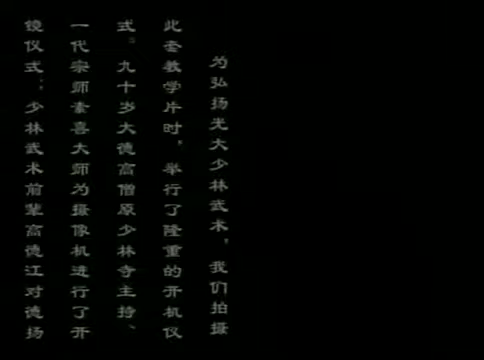 为弘扬光大少林武术，我们拍摄
此套教学片时，举行了隆重的开机仪
式。九十岁大德高僧原少林寺主持、
一代宗师素喜大师为摄像机进行了开
镜仪式；少林武术前辈高德江对德扬